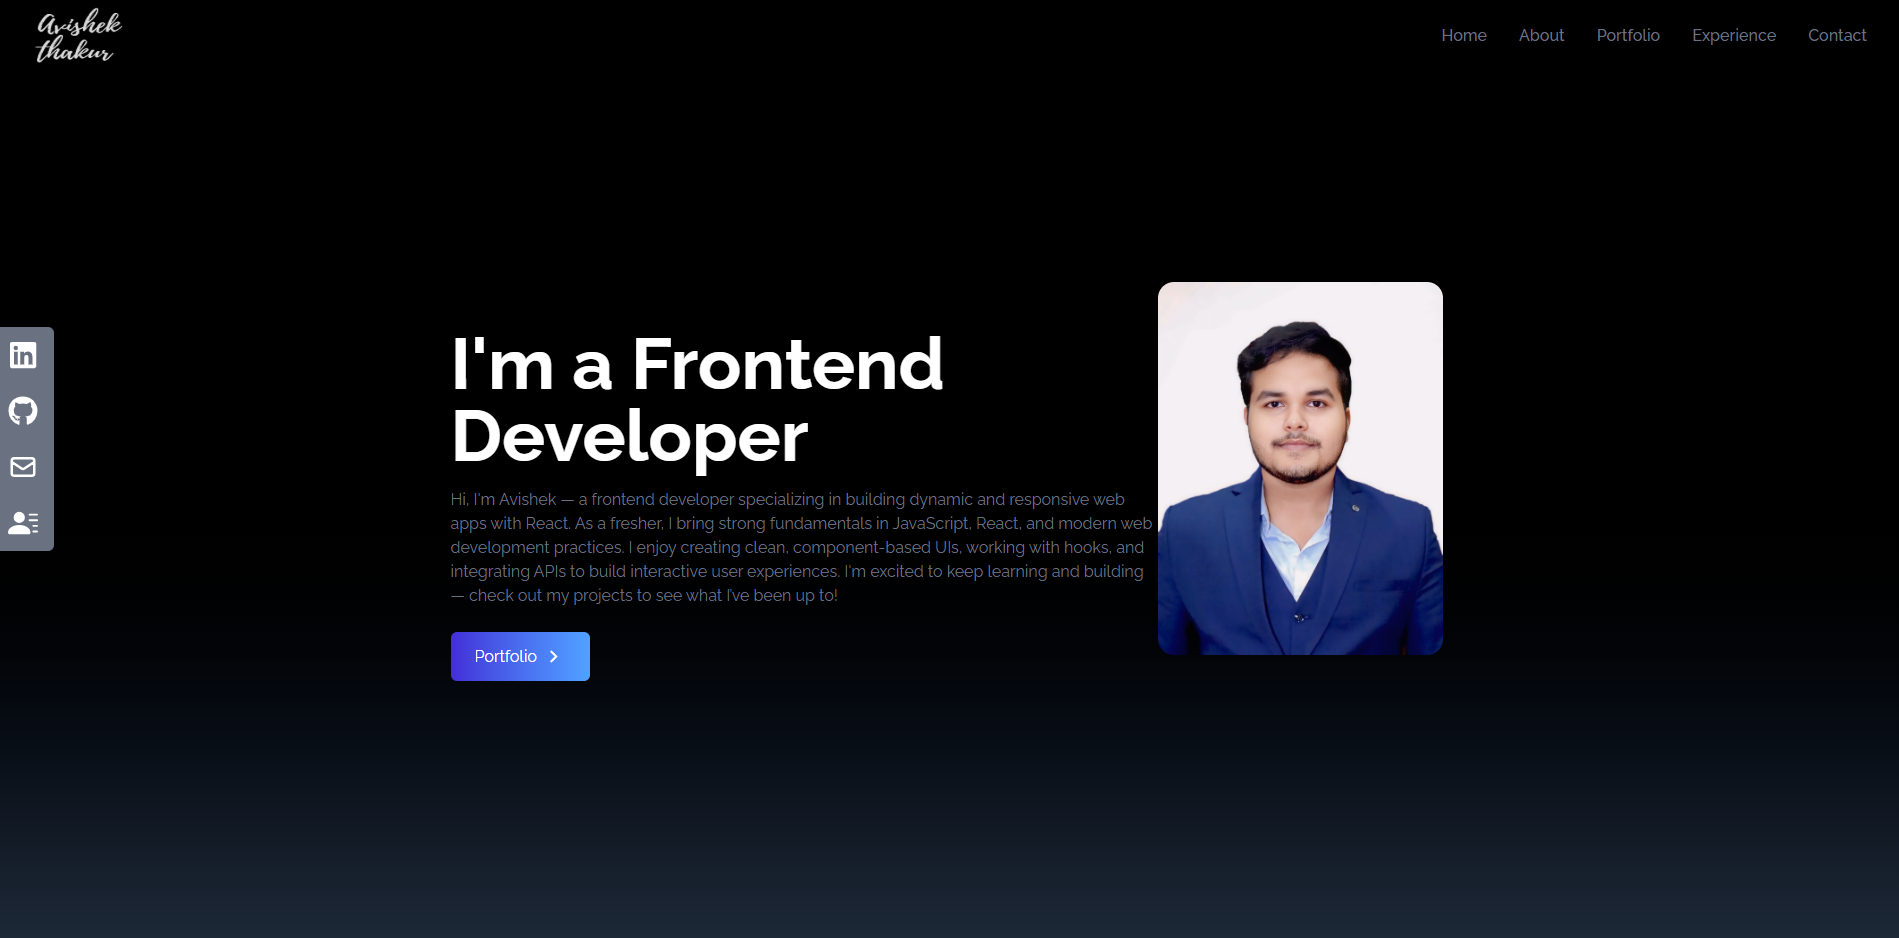 Avishek
thakur
Home About Portfolio Experience Contact
I'm a Frontend
Developer
Hi, I'm Avishek — a frontend developer specializing in building dynamic and responsive web
apps with React. As a fresher, I bring strong fundamentals in JavaScript, React, and modern web
development practices. I enjoy creating clean, component-based UIs, working with hooks, and
integrating APIs to build interactive user experiences. I'm excited to keep learning and building
— check out my projects to see what I've been up to!
Portfolio
in